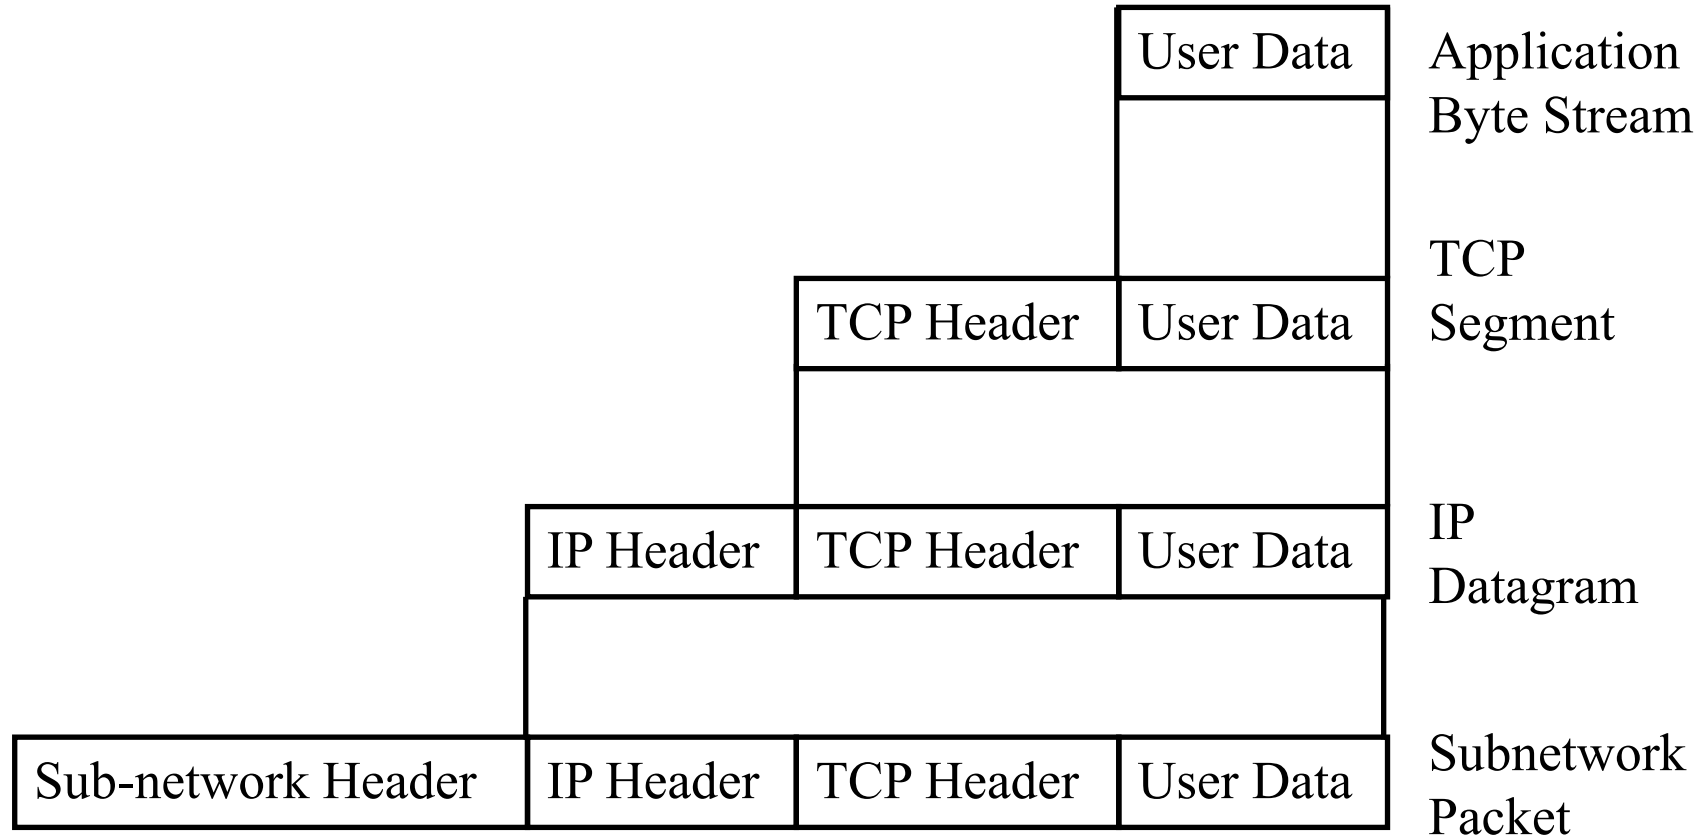 User Data
Application
Byte Stream
TCP Header User Data
TCP
Segment
IP Header TCP Header User Data
IP
Datagram
Sub-network Header IP Header TCP Header User Data
Subnetwork
Packet